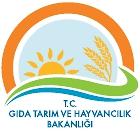 T.C.
GIDA TARIM VE HAYVANCILIK
BAKANLIĞI